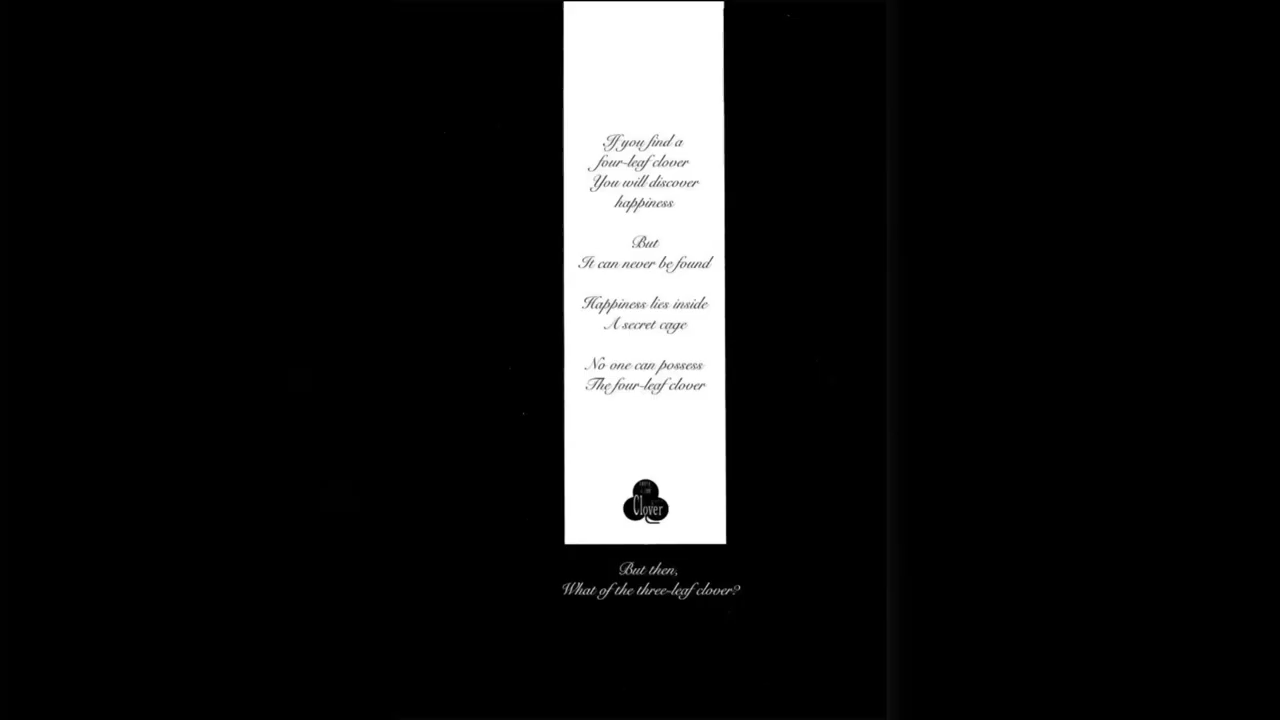 If you find a
four-leaf clover
You will discover
happiness
But
It can never be found
Happiness lies inside
A secret cage
No one can possess
The four-leaf clover
Clover
But then,
What of the three-leaf clover?